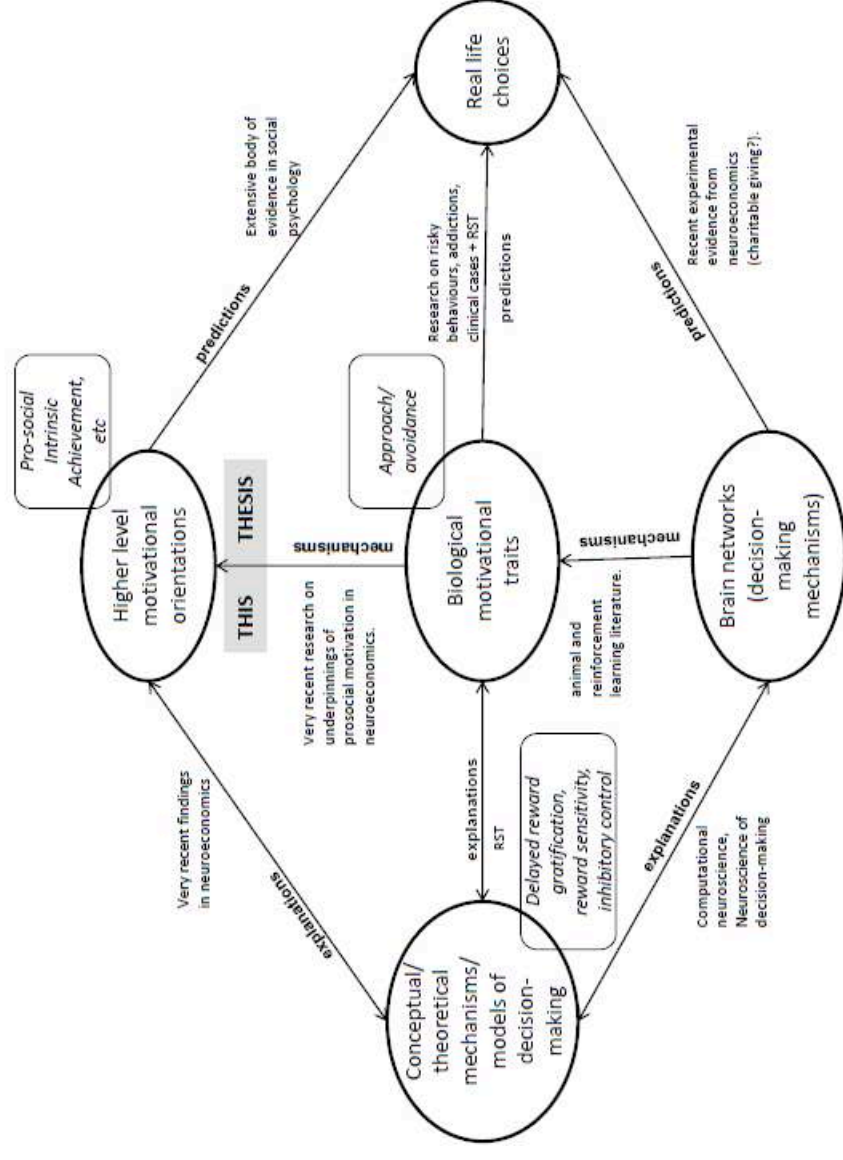 Pro-social
Intrinsic
Achievement,
etc
Higher level
motivational
orientations
Very recent findings
in neuroeconomics
explanations
predictions
Extensive body of
evidence in social
psychology
THIS THESIS
mechanisms
Very recent research on
underpinnings of
prosocial motivation in
neuroeconomics.
Approach/
avoidance
Conceptual/
theoretical
mechanisms/
models of
decision-
making
explanations
RST
Delayed reward
gratification,
reward sensitivity,
inhibitory control
Biological
motivational
traits
Research on risky
behaviours, addictions,
clinical cases + RST
predictions
Real life
choices
mechanisms
animal and
reinforcement
learning literature.
explanations
Computational
neuroscience,
Neuroscience of
decision-making
Brain networks
(decision-
making
mechanisms)
predictions
Recent experimental
evidence from
neuroeconomics
(charitable giving?).